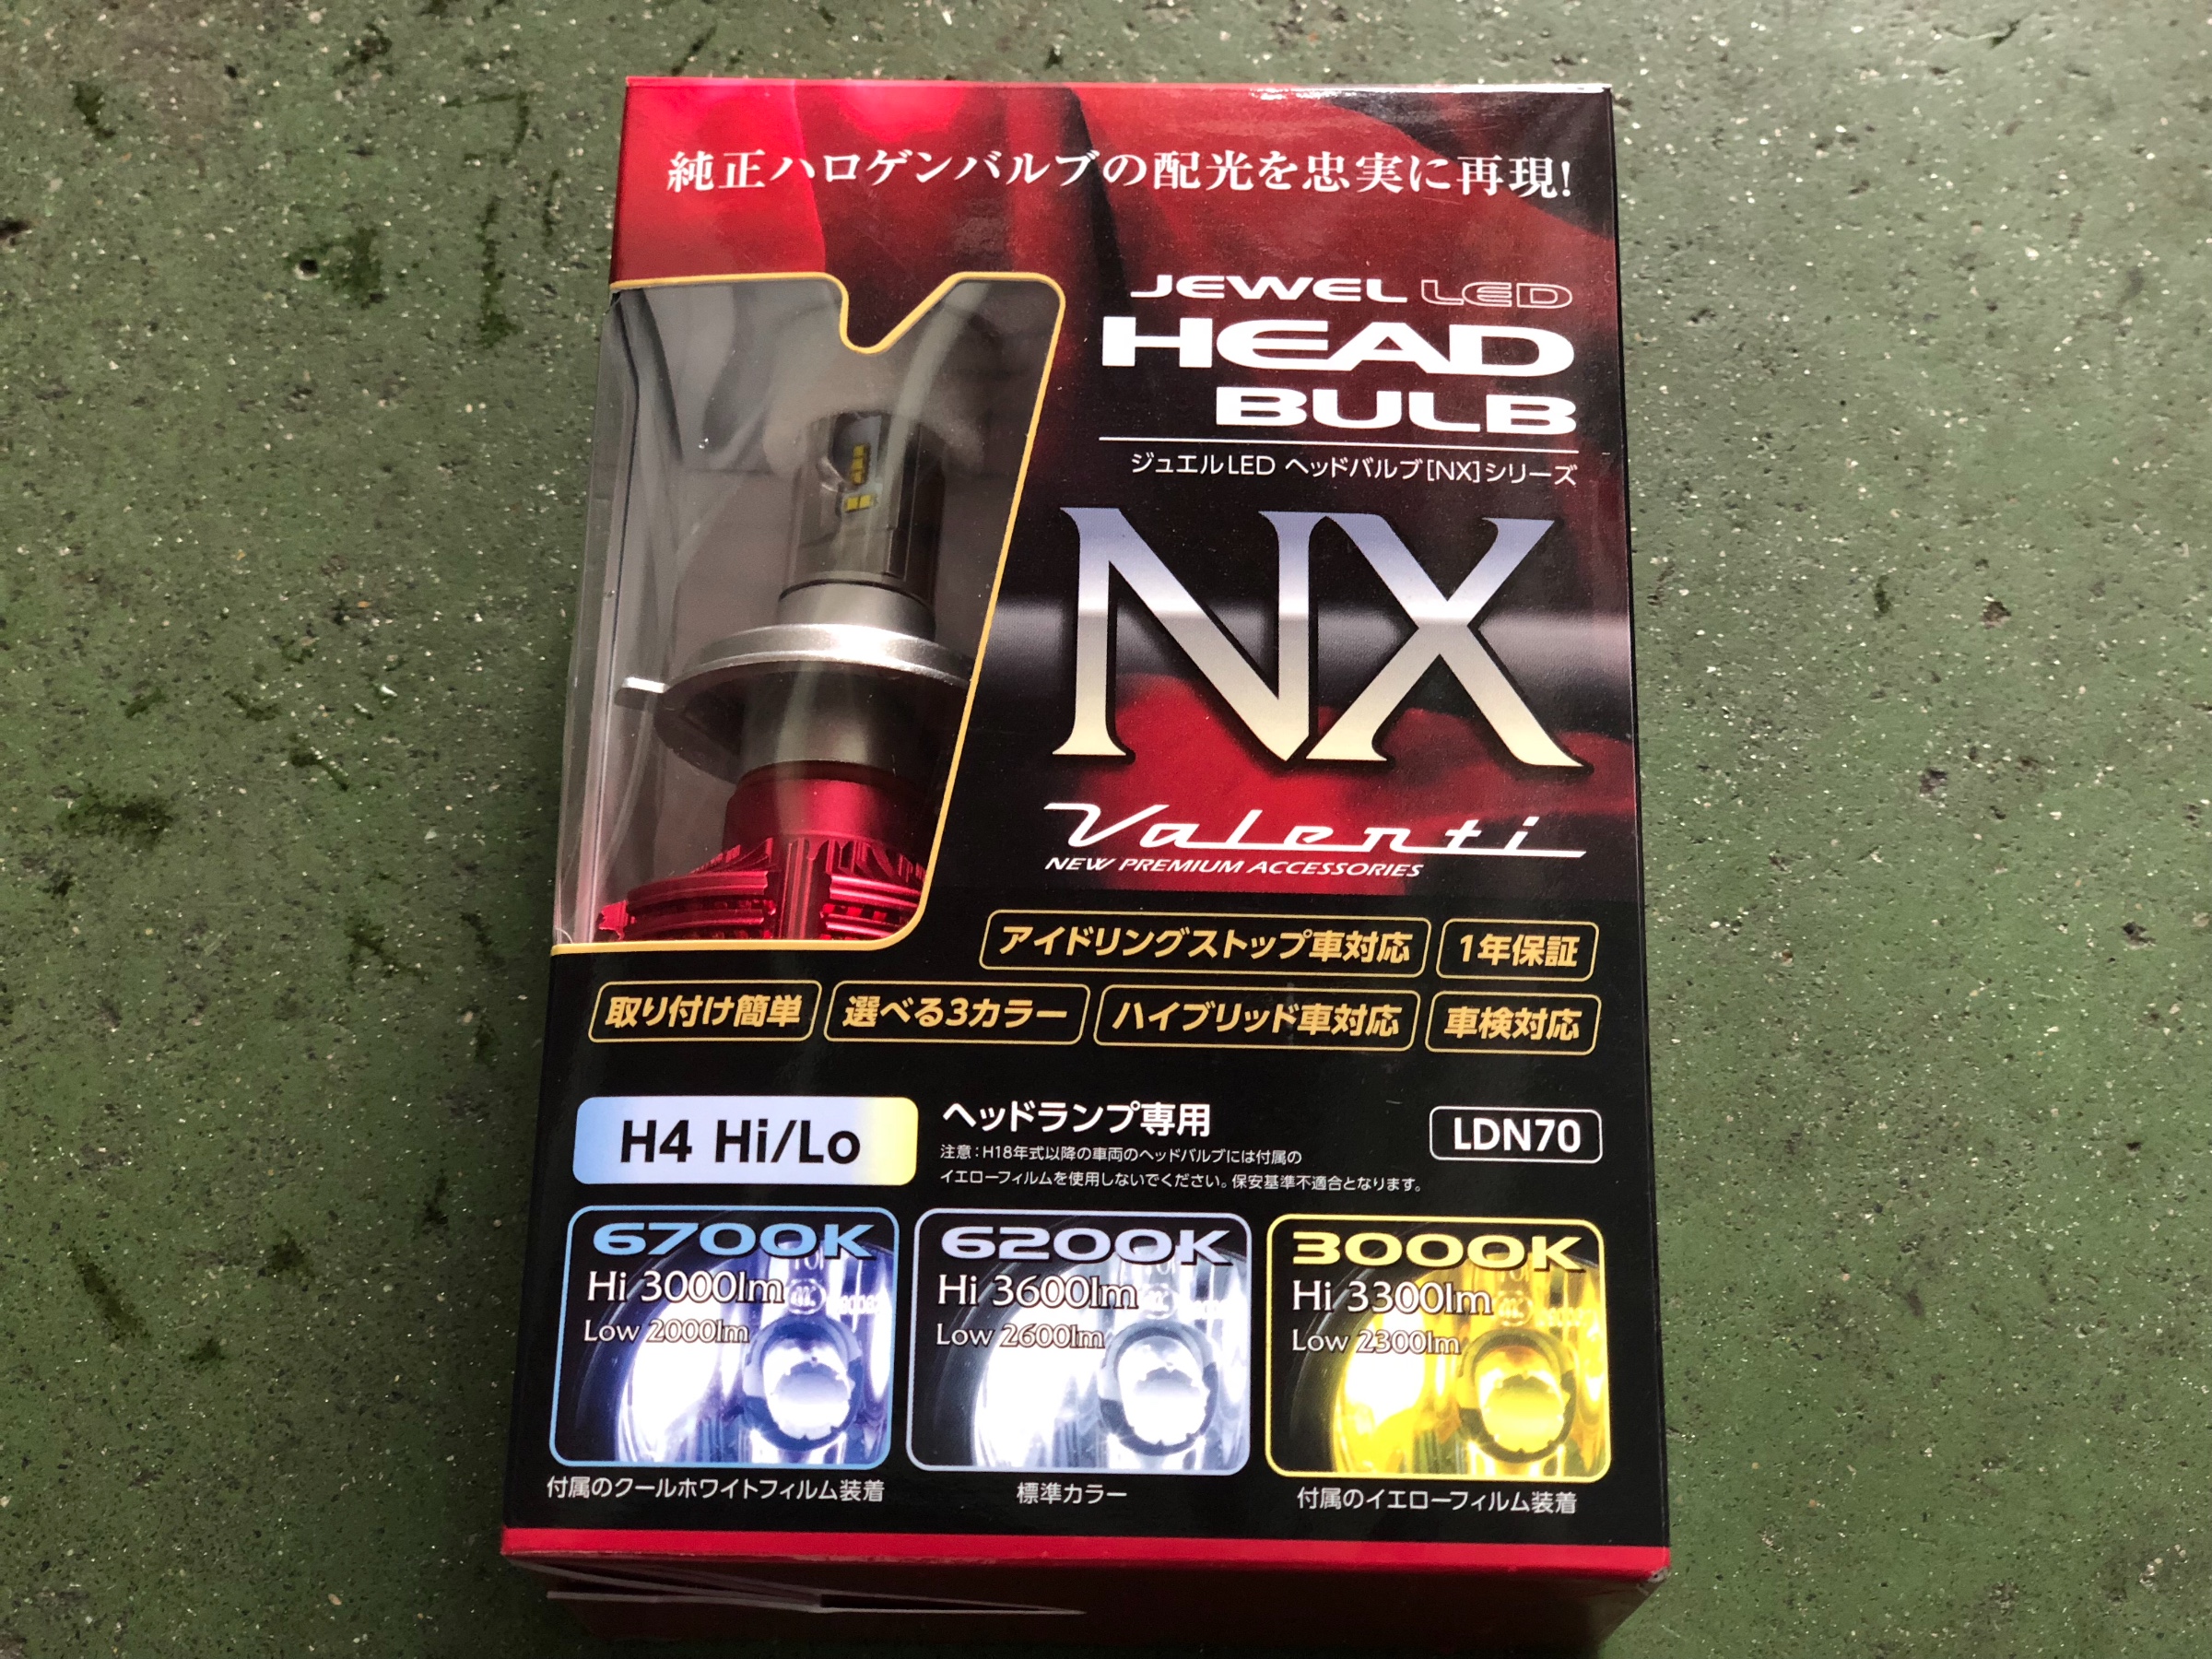 純正ハロゲンバルブの配光を忠実に再現!
JEWEL LED
HEAD
BULB
ジュエルLED ヘッドバルブ[NX]シリーズ
NX
Valenti
NEW PREMIUM ACCESSORIES
アイドリングストップ車対応 1年保証
取り付け簡単 選べる3カラー ハイブリッド車対応 車検対応
H4 Hi/Lo
ヘッドランプ専用
注意:H18年式以降の車両のヘッドバルブには付属の
イエローフィルムを使用しないでください。保安基準不適合となります。
LDN70
6700K
Hi 3000lm
Low 2000lm
付属のクールホワイトフィルム装着
6200K
Hi 3600lm
Low 2600lm
標準カラー
3000K
Hi 3300lm
Low 2300lm
付属のイエローフィルム装着